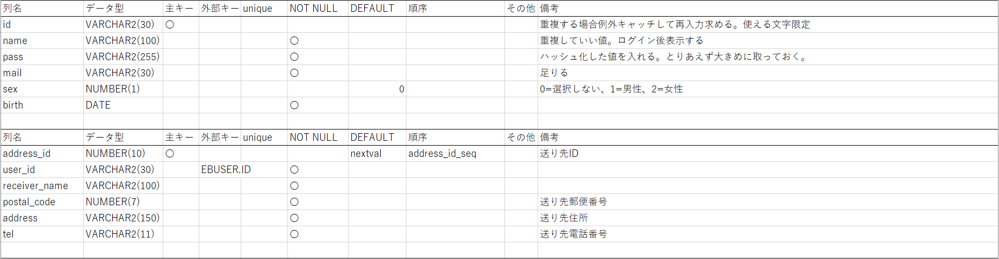 列名 データ型 主キー 外部キー unique NOT NULL DEFAULT 順序 その他 備考
id VARCHAR2(30) 〇 重複する場合例外キャッチして再入力求める。使える文字限定
name VARCHAR2(100) 〇 重複していい値。ログイン後表示する
pass VARCHAR2(255) 〇 ハッシュ化した値を入れる。とりあえず大きめに取っておく。
mail VARCHAR2(30) 〇 足りる
sex NUMBER(1) 0 0=選択しない、1=男性、2=女性
birth DATE 〇
列名 データ型 主キー 外部キー unique NOT NULL DEFAULT 順序 その他 備考
address_id NUMBER(10) 〇 nextval address_id_seq 送り先ID
user_id VARCHAR2(30) EBUSER.ID 〇
receiver_name VARCHAR2(100) 〇
postal_code NUMBER(7) 〇 送り先郵便番号
address VARCHAR2(150) 〇 送り先住所
tel VARCHAR2(11) 〇 送り先電話番号